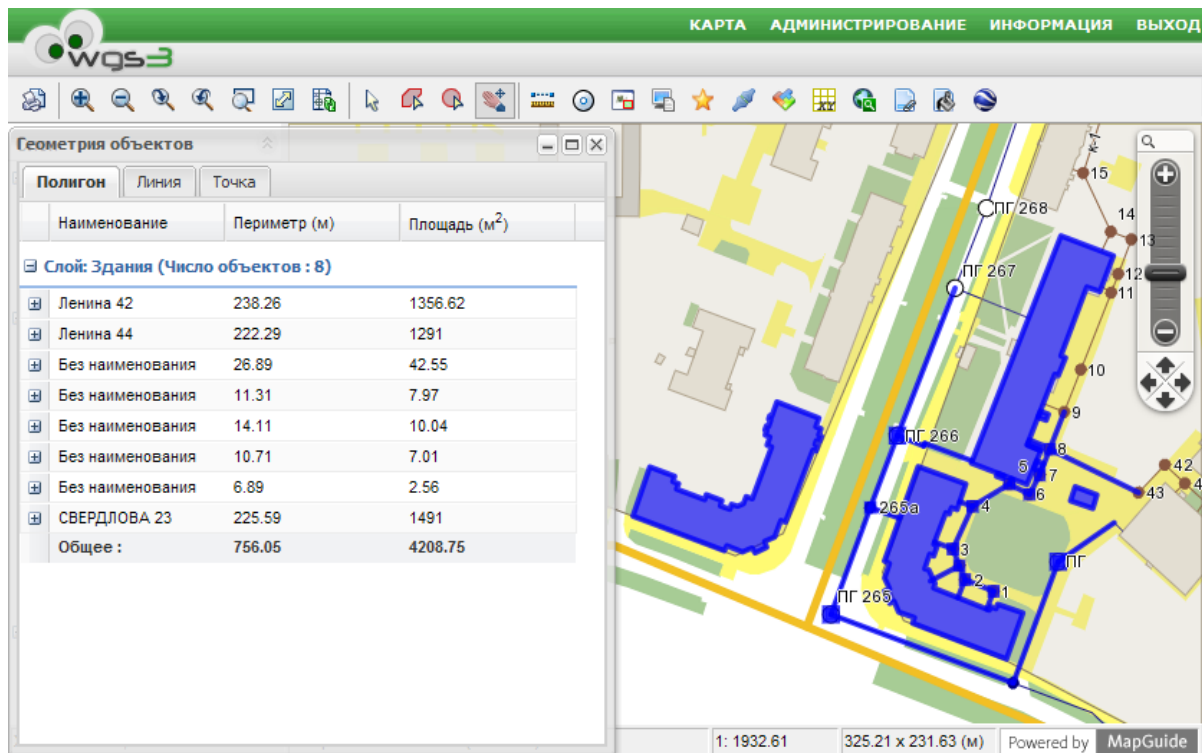 КАРТА АДМИНИСТРИРОВАНИЕ ИНФОРМАЦИЯ ВЫХОД
wgs3
Геометрия объектов
Полигон Линия Точка
Наименование Периметр (м) Площадь (м²)
Слой: Здания (Число объектов : 8)
Ленина 42 238.26 1356.62
Ленина 44 222.29 1291
Без наименования 26.89 42.55
Без наименования 11.31 7.97
Без наименования 14.11 10.04
Без наименования 10.71 7.01
Без наименования 6.89 2.56
СВЕРДЛОВА 23 225.59 1491
Общее : 756.05 4208.75
к-1
15
ПГ 268
14
13
ПГ 267
12
11
10
9
ПГ 266
8
5
7
42
6
43
4
265а
4
3
ПГ
2
1
ПГ 265
1: 1932.61 325.21 x 231.63 (м) Powered by MapGuide